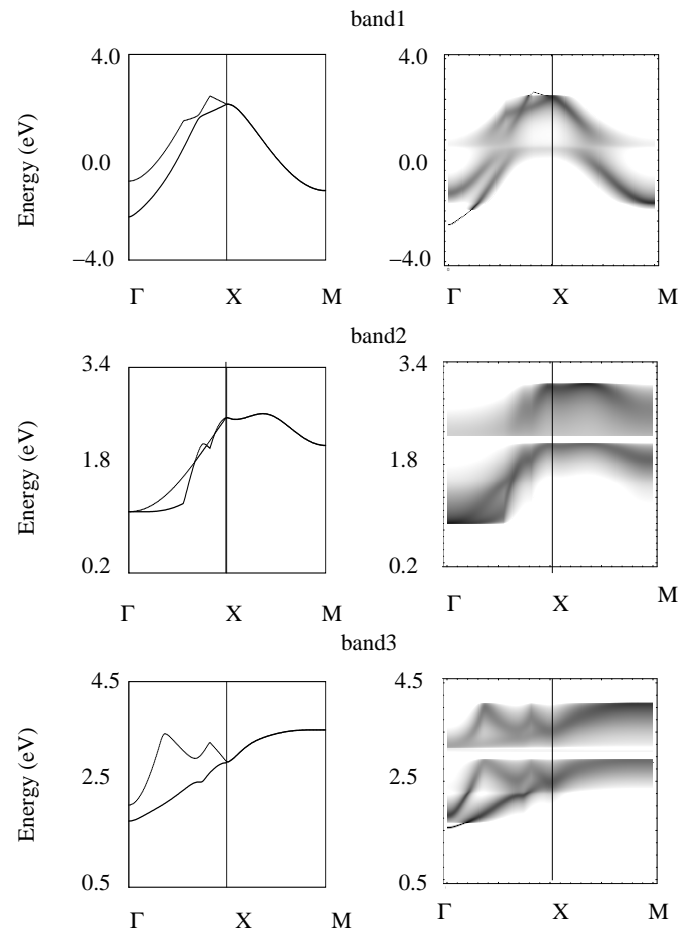 band1
4.0 4.0
Energy (eV)
0.0 0.0
–4.0 –4.0
Γ X M Γ X M
band2
3.4 3.4
Energy (eV)
1.8 1.8
0.2 0.2
Γ X M Γ X M
band3
4.5 4.5
Energy (eV)
2.5 2.5
0.5 0.5
Γ X M Γ X M